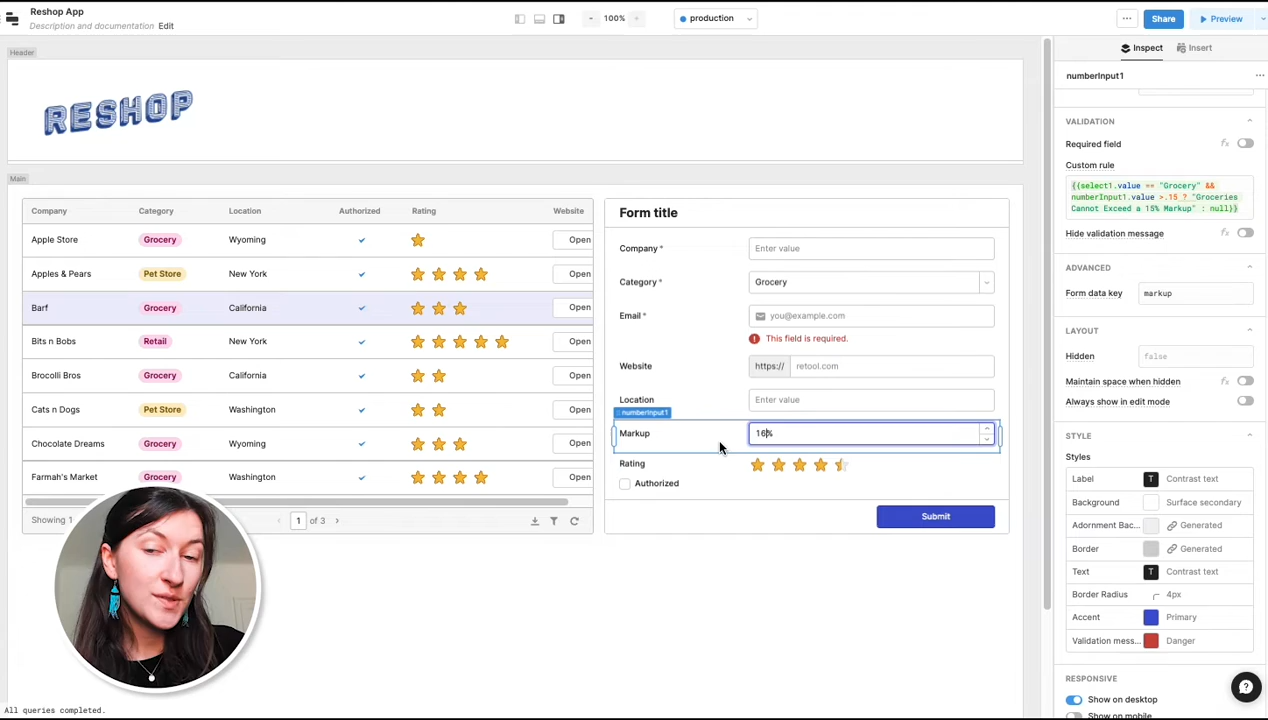 Reshop App
Description and documentation Edit
- 100% +
production
Share
Preview
Header
RESHOP
Main
Company Category Location Authorized Rating Website
Apple Store Grocery Wyoming Open
Apples & Pears Pet Store New York Open
Barf Grocery California Open
Bits n Bobs Retail New York Open
Brocolli Bros Grocery California Open
Cats n Dogs Pet Store Washington Open
Chocolate Dreams Grocery Wyoming Open
Farmah's Market Grocery Washington Open
Showing 1
1 of 3
Form title
Company *
Enter value
Category *
Grocery
Email *
you@example.com
This field is required.
Website
https:// retool.com
Location
Enter value
numberInput1
Markup
16%
Rating
Authorized
Submit
Inspect Insert
numberInput1
VALIDATION
Required field fx
Custom rule
{{select1.value == "Grocery" &&
numberInput1.value >.15 ? "Groceries
Cannot Exceed a 15% Markup" : null}}
Hide validation message fx
ADVANCED
Form data key markup
LAYOUT
Hidden false
Maintain space when hidden fx
Always show in edit mode
STYLE
Styles
Label T Contrast text
Background Surface secondary
Adornment Bac... Generated
Border Generated
Text T Contrast text
Border Radius 4px
Accent Primary
Validation mess... Danger
RESPONSIVE
Show on desktop
Show on mobile
All queries completed.